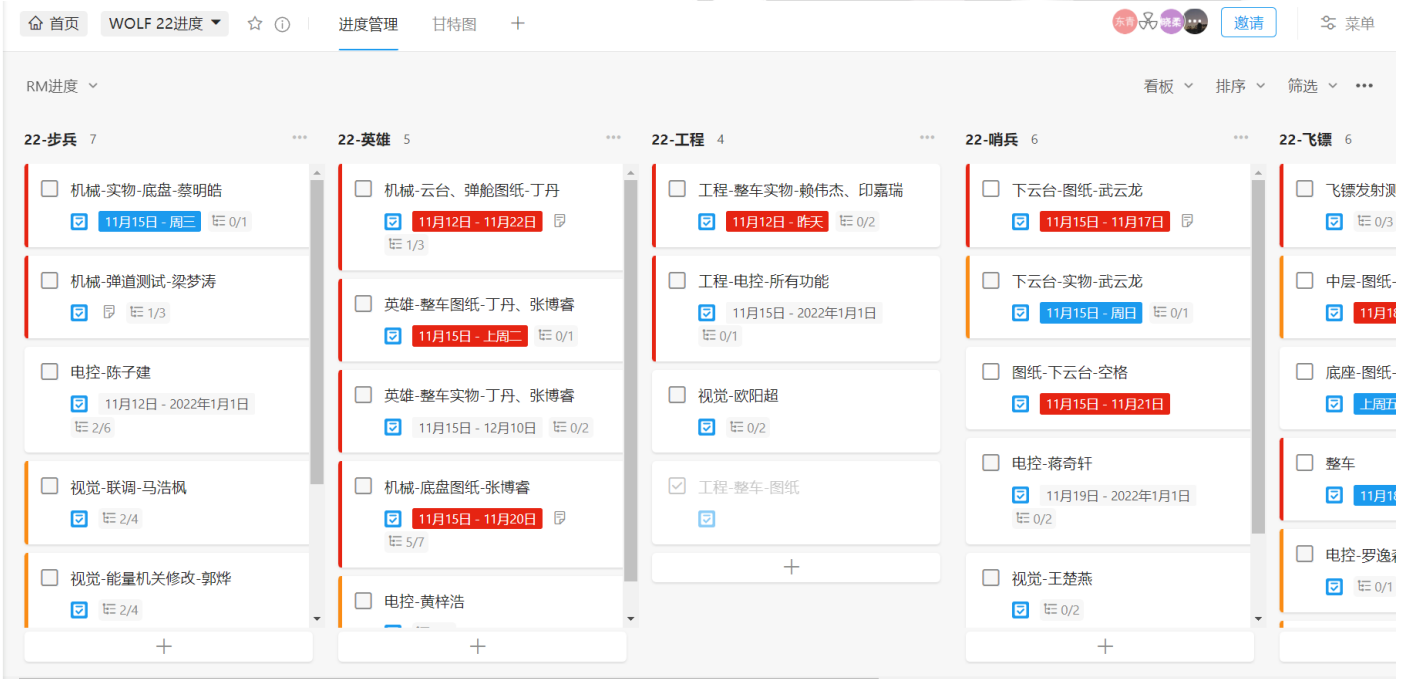 首页
WOLF 22进度
进度管理
甘特图
东青
晓柔
邀请
菜单
RM进度
看板
排序
筛选
22-步兵 7
机械-实物-底盘-蔡明皓
11月15日 - 周三
0/1
机械-弹道测试-梁梦涛
1/3
电控-陈子建
11月12日 - 2022年1月1日
2/6
视觉-联调-马浩枫
2/4
视觉-能量机关修改-郭烨
2/4
22-英雄 5
机械-云台、弹舱图纸-丁丹
11月12日 - 11月22日
1/3
英雄-整车图纸-丁丹、张博睿
11月15日 - 上周二
0/1
英雄-整车实物-丁丹、张博睿
11月15日 - 12月10日
0/2
机械-底盘图纸-张博睿
11月15日 - 11月20日
5/7
电控-黄梓浩
22-工程 4
工程-整车实物-赖伟杰、印嘉瑞
11月12日 - 昨天
0/2
工程-电控-所有功能
11月15日 - 2022年1月1日
0/1
视觉-欧阳超
0/2
工程-整车-图纸
22-哨兵 6
下云台-图纸-武云龙
11月15日 - 11月17日
下云台-实物-武云龙
11月15日 - 周日
0/1
图纸-下云台-空格
11月15日 - 11月21日
电控-蒋奇轩
11月19日 - 2022年1月1日
0/2
视觉-王楚燕
0/2
22-飞镖 6
飞镖发射测
0/3
中层-图纸-
11月18
底座-图纸-
上周五
整车
11月18
电控-罗逸
0/1